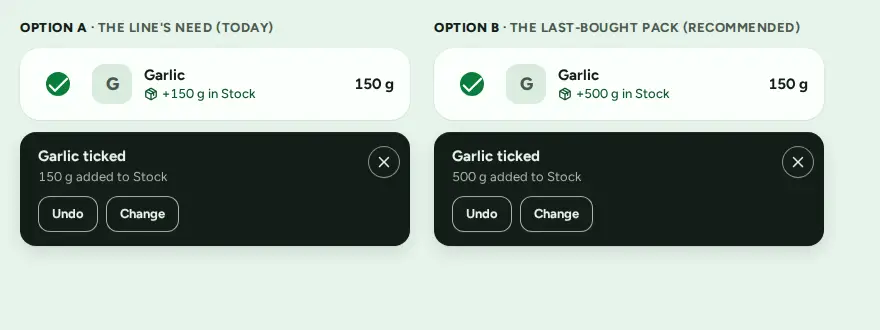 OPTION A · THE LINE'S NEED (TODAY)
G
Garlic
+150 g in Stock
150 g
Garlic ticked
150 g added to Stock
Undo
Change
OPTION B · THE LAST-BOUGHT PACK (RECOMMENDED)
G
Garlic
+500 g in Stock
150 g
Garlic ticked
500 g added to Stock
Undo
Change